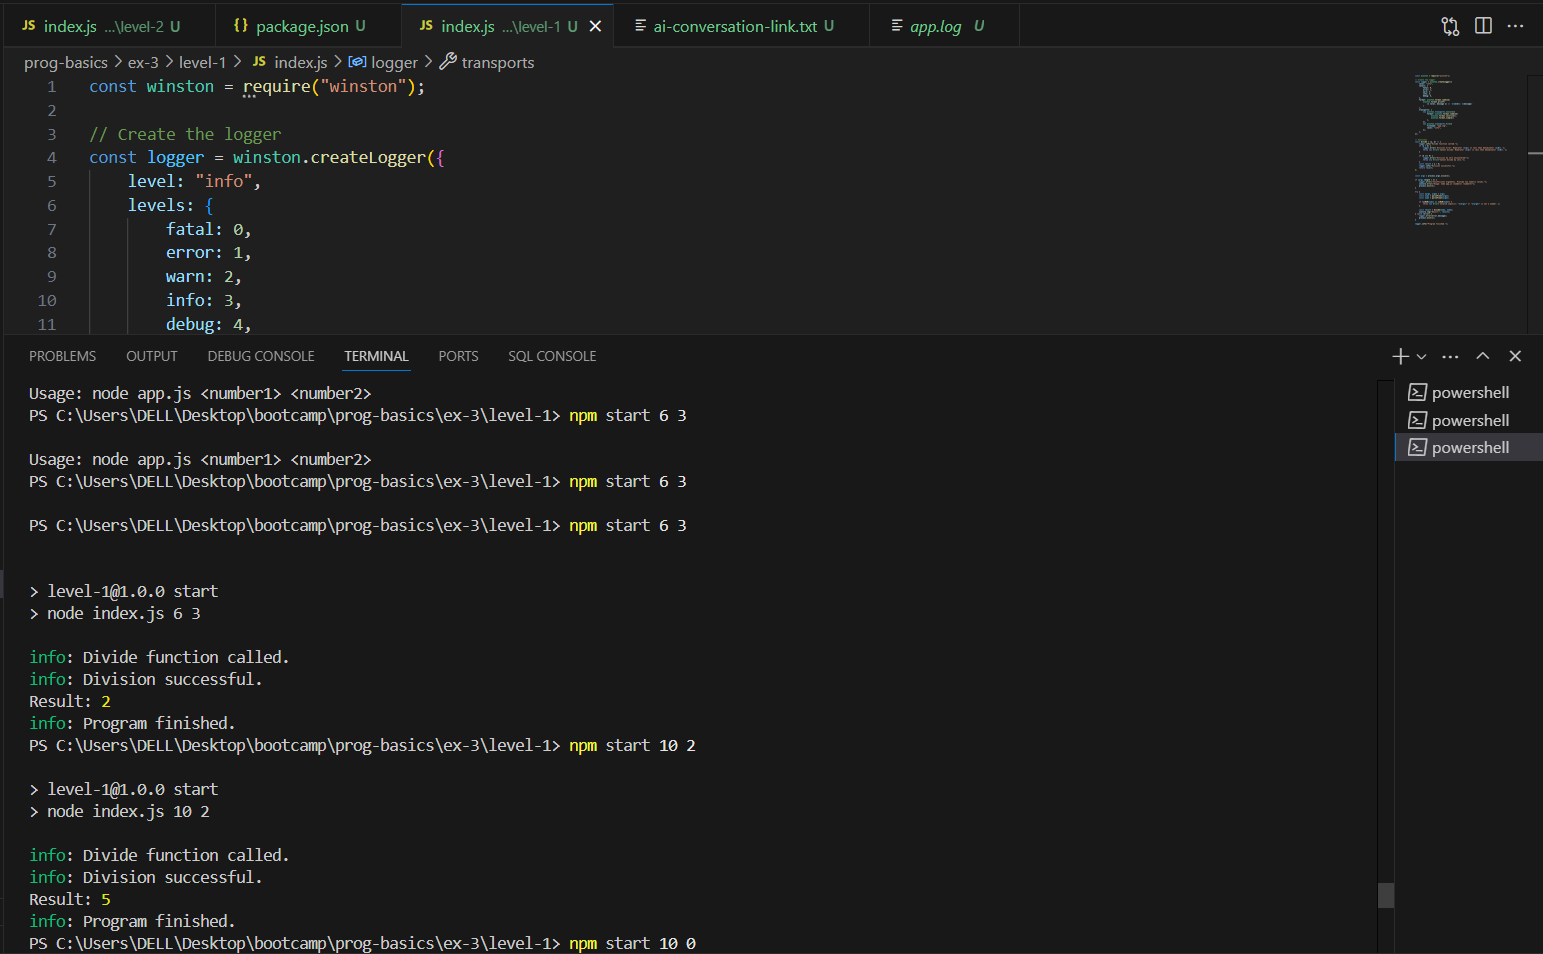 JS index.js ...\level-2 U {} package.json U JS index.js ...\level-1 U ai-conversation-link.txt U app.log U
prog-basics > ex-3 > level-1 > JS index.js > logger > transports
1 const winston = require("winston");
2
3 // Create the logger
4 const logger = winston.createLogger({
5 level: "info",
6 levels: {
7 fatal: 0,
8 error: 1,
9 warn: 2,
10 info: 3,
11 debug: 4,
PROBLEMS OUTPUT DEBUG CONSOLE TERMINAL PORTS SQL CONSOLE
Usage: node app.js <number1> <number2>
PS C:\Users\DELL\Desktop\bootcamp\prog-basics\ex-3\level-1> npm start 6 3
Usage: node app.js <number1> <number2>
PS C:\Users\DELL\Desktop\bootcamp\prog-basics\ex-3\level-1> npm start 6 3
PS C:\Users\DELL\Desktop\bootcamp\prog-basics\ex-3\level-1> npm start 6 3
> level-1@1.0.0 start
> node index.js 6 3
info: Divide function called.
info: Division successful.
Result: 2
info: Program finished.
PS C:\Users\DELL\Desktop\bootcamp\prog-basics\ex-3\level-1> npm start 10 2
> level-1@1.0.0 start
> node index.js 10 2
info: Divide function called.
info: Division successful.
Result: 5
info: Program finished.
PS C:\Users\DELL\Desktop\bootcamp\prog-basics\ex-3\level-1> npm start 10 0
powershell
powershell
powershell